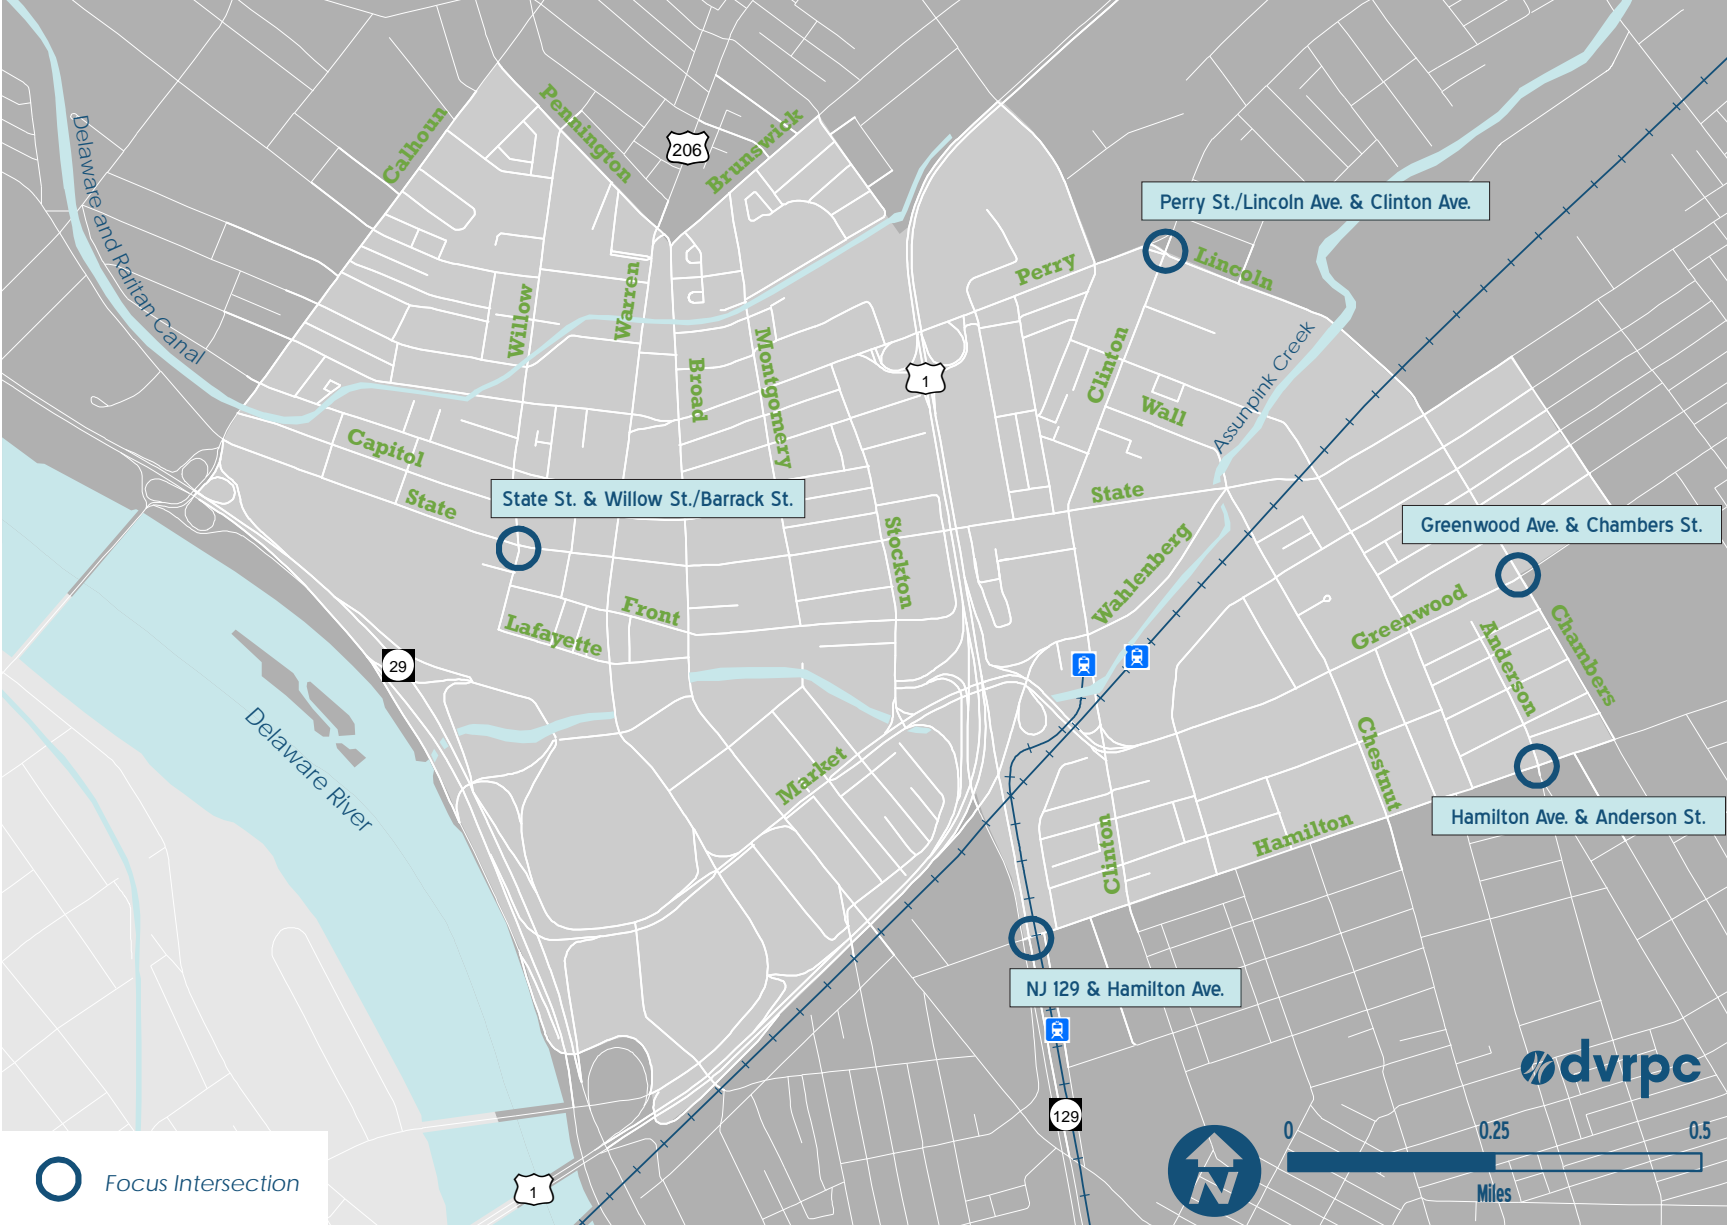 Calhoun
Pennington
206
Brunswick
Delaware and Raritan Canal
Perry St./Lincoln Ave. & Clinton Ave.
Perry
Lincoln
Willow
Warren
Broad
Montgomery
1
Clinton
Wall
Assunpink Creek
Capitol
State
State St. & Willow St./Barrack St.
State
Stockton
Greenwood Ave. & Chambers St.
Wahlenberg
Front
Lafayette
Greenwood
Anderson
Chambers
29
Delaware River
Market
Chestnut
Clinton
Hamilton
Hamilton Ave. & Anderson St.
NJ 129 & Hamilton Ave.
dvrpc
129
N
0 0.25 0.5
Miles
1
Focus Intersection